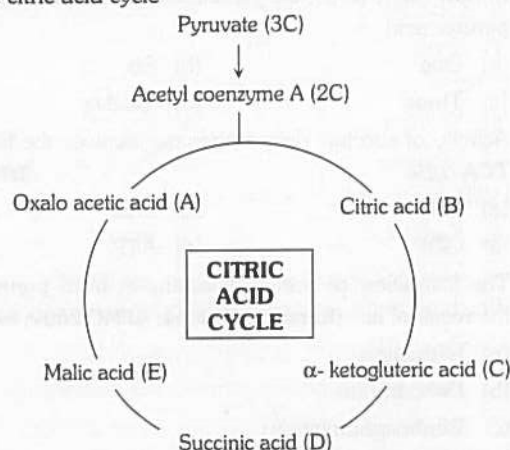 citric acid cycle
Pyruvate (3C)
Acetyl coenzyme A (2C)
Oxalo acetic acid (A)
Citric acid (B)
CITRIC
ACID
CYCLE
Malic acid (E)
α- ketogluteric acid (C)
Succinic acid (D)